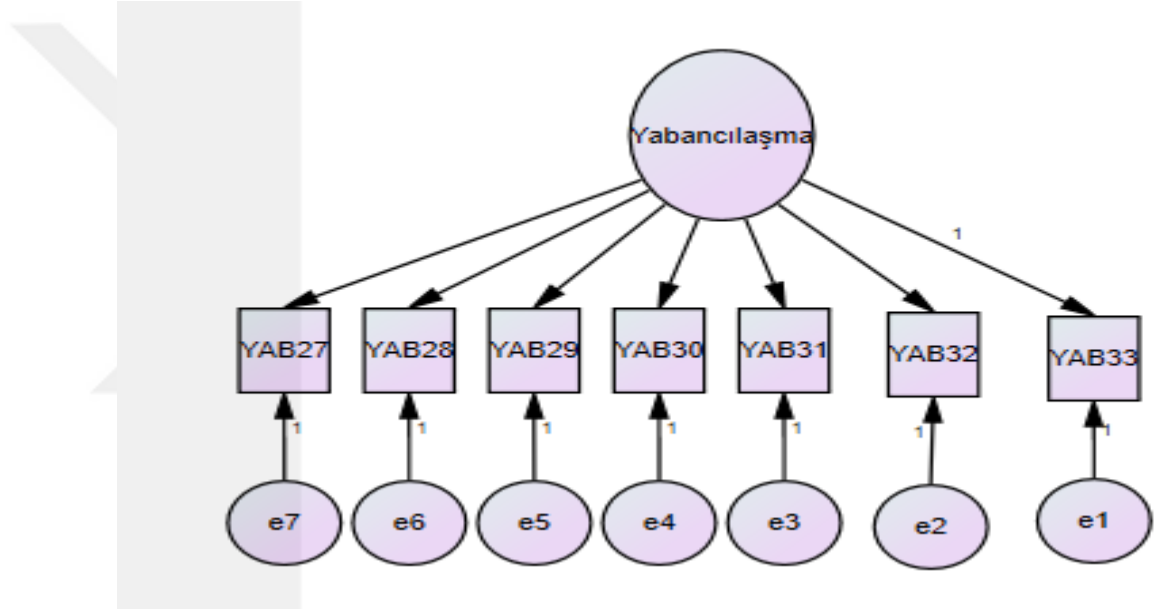 Yabancılaşma
1
YAB27 YAB28 YAB29 YAB30 YAB31 YAB32 YAB33
1 1 1 1 1 1 1
e7 e6 e5 e4 e3 e2 e1